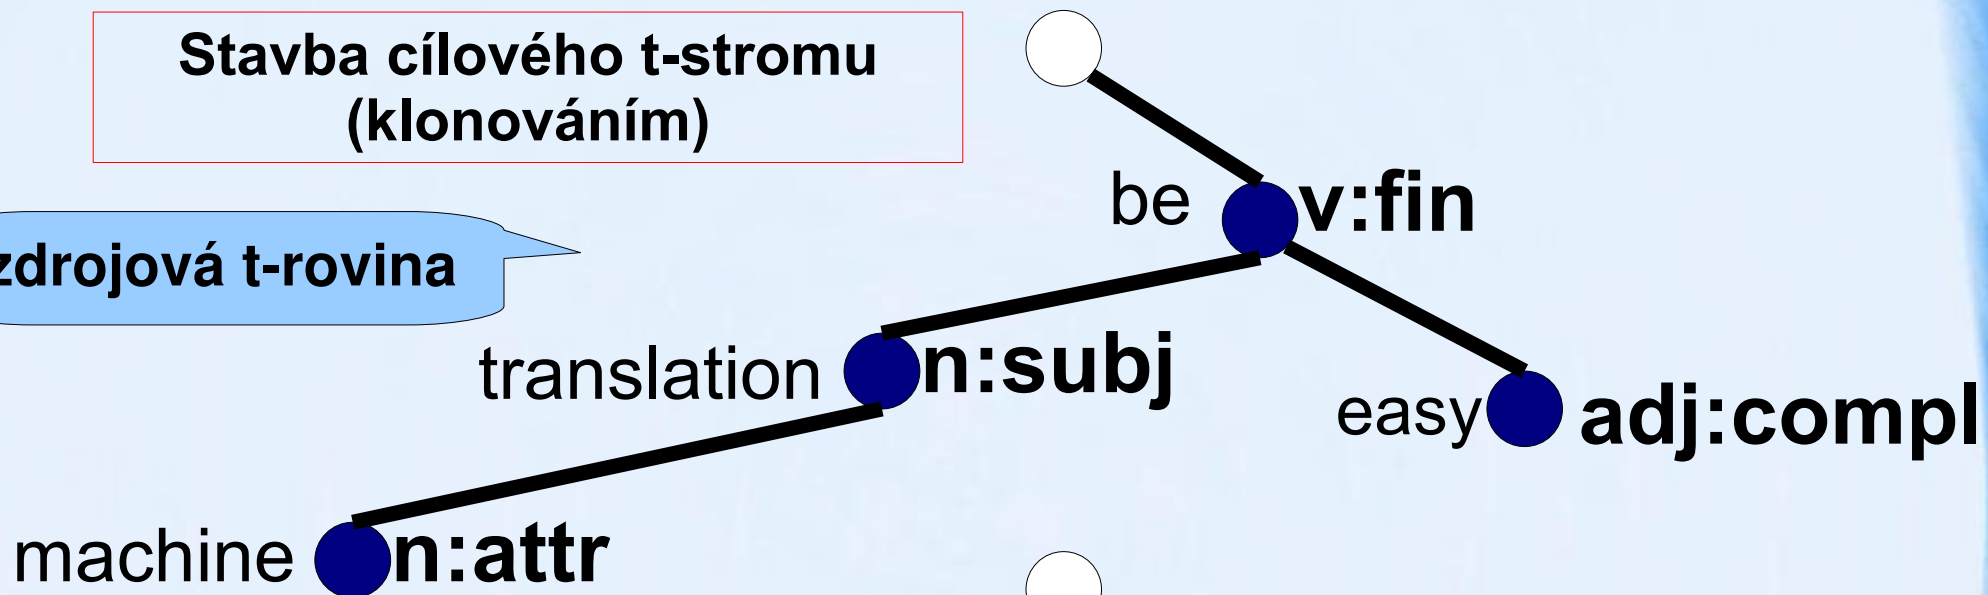 Stavba cílového t-stromu
(klonováním)
be v:fin
zdrojová t-rovina
translation n:subj
easy adj:compl
machine n:attr